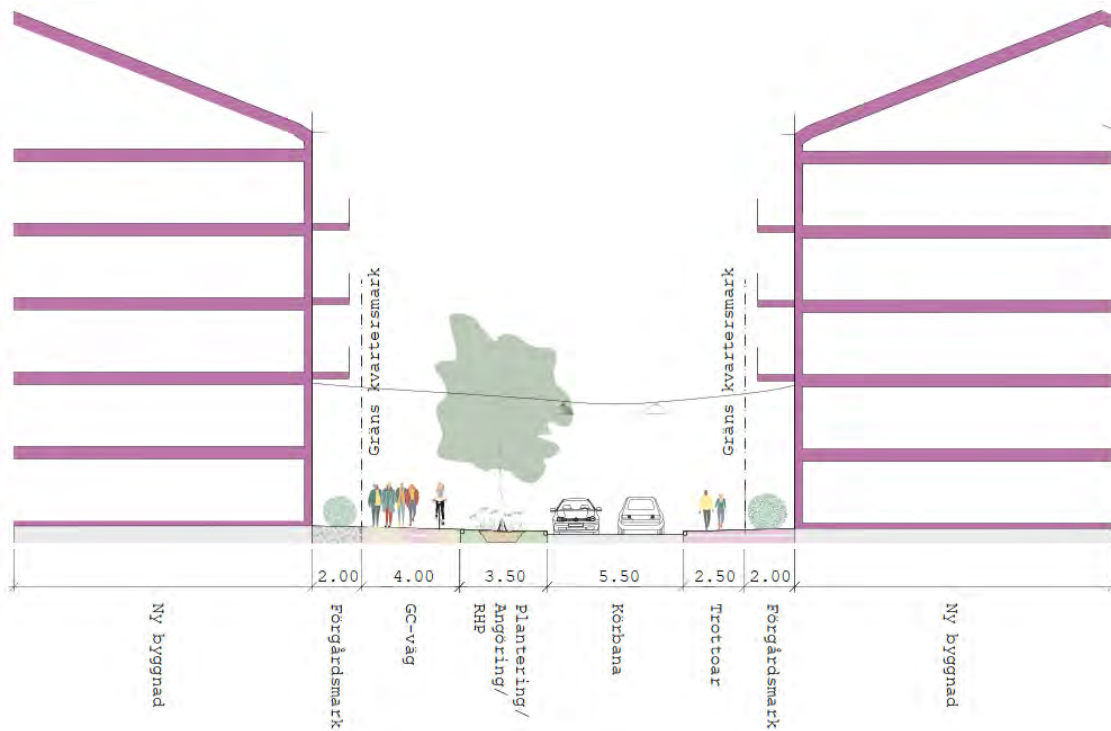 Gräns kvartersmark
Gräns kvartersmark
2.00
4.00
3.50
5.50
2.50
2.00
Ny byggnad
Förgårdsmark
GC-väg
Plantering/
Angöring/
RHP
Körbana
Trottoar
Förgårdsmark
Ny byggnad